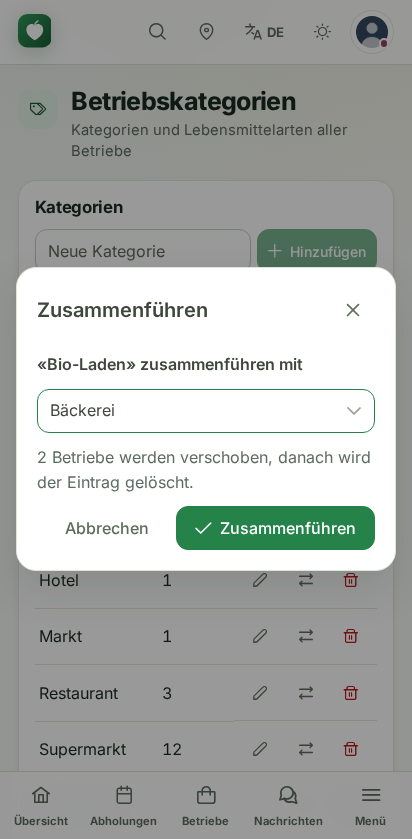 DE
Betriebskategorien
Kategorien und Lebensmittelarten aller
Betriebe
Kategorien
Neue Kategorie
Hinzufügen
Zusammenführen
«Bio-Laden» zusammenführen mit
Bäckerei
2 Betriebe werden verschoben, danach wird
der Eintrag gelöscht.
Abbrechen
Zusammenführen
Hotel 1
Markt 1
Restaurant 3
Supermarkt 12
Übersicht
Abholungen
Betriebe
Nachrichten
Menü